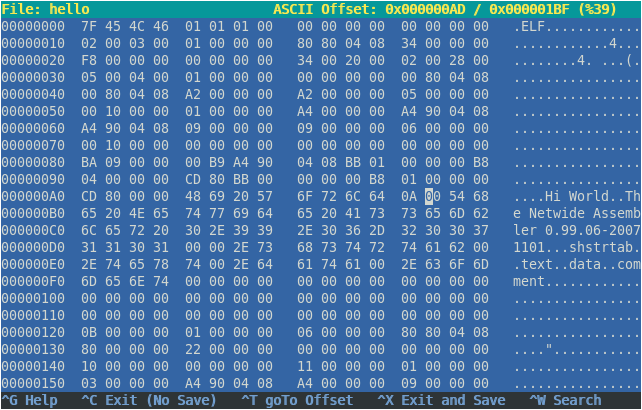 File: hello ASCII Offset: 0x000000AD / 0x000001BF (%39)
00000000 7F 45 4C 46 01 01 01 00 00 00 00 00 00 00 00 00 .ELF............
00000010 02 00 03 00 01 00 00 00 80 80 04 08 34 00 00 00 ............4...
00000020 F8 00 00 00 00 00 00 00 34 00 20 00 02 00 28 00 ........4. ...(.
00000030 05 00 04 00 01 00 00 00 00 00 00 00 00 80 04 08 ................
00000040 00 80 04 08 A2 00 00 00 A2 00 00 00 05 00 00 00 ................
00000050 00 10 00 00 01 00 00 00 A4 00 00 00 A4 90 04 08 ................
00000060 A4 90 04 08 09 00 00 00 09 00 00 00 06 00 00 00 ................
00000070 00 10 00 00 00 00 00 00 00 00 00 00 00 00 00 00 ................
00000080 BA 09 00 00 00 B9 A4 90 04 08 BB 01 00 00 00 B8 ................
00000090 04 00 00 00 CD 80 BB 00 00 00 00 B8 01 00 00 00 ................
000000A0 CD 80 00 00 48 69 20 57 6F 72 6C 64 0A 00 54 68 ....Hi World..Th
000000B0 65 20 4E 65 74 77 69 64 65 20 41 73 73 65 6D 62 e Netwide Assemb
000000C0 6C 65 72 20 30 2E 39 39 2E 30 36 2D 32 30 30 37 ler 0.99.06-2007
000000D0 31 31 30 31 00 00 2E 73 68 73 74 72 74 61 62 00 1101...shstrtab.
000000E0 2E 74 65 78 74 00 2E 64 61 74 61 00 2E 63 6F 6D .text..data..com
000000F0 6D 65 6E 74 00 00 00 00 00 00 00 00 00 00 00 00 ment............
00000100 00 00 00 00 00 00 00 00 00 00 00 00 00 00 00 00 ................
00000110 00 00 00 00 00 00 00 00 00 00 00 00 00 00 00 00 ................
00000120 0B 00 00 00 01 00 00 00 06 00 00 00 80 80 04 08 ................
00000130 80 00 00 00 22 00 00 00 00 00 00 00 00 00 00 00 ...."...........
00000140 10 00 00 00 00 00 00 00 11 00 00 00 01 00 00 00 ................
00000150 03 00 00 00 A4 90 04 08 A4 00 00 00 09 00 00 00 ................
^G Help ^C Exit (No Save) ^T goTo Offset ^X Exit and Save ^W Search